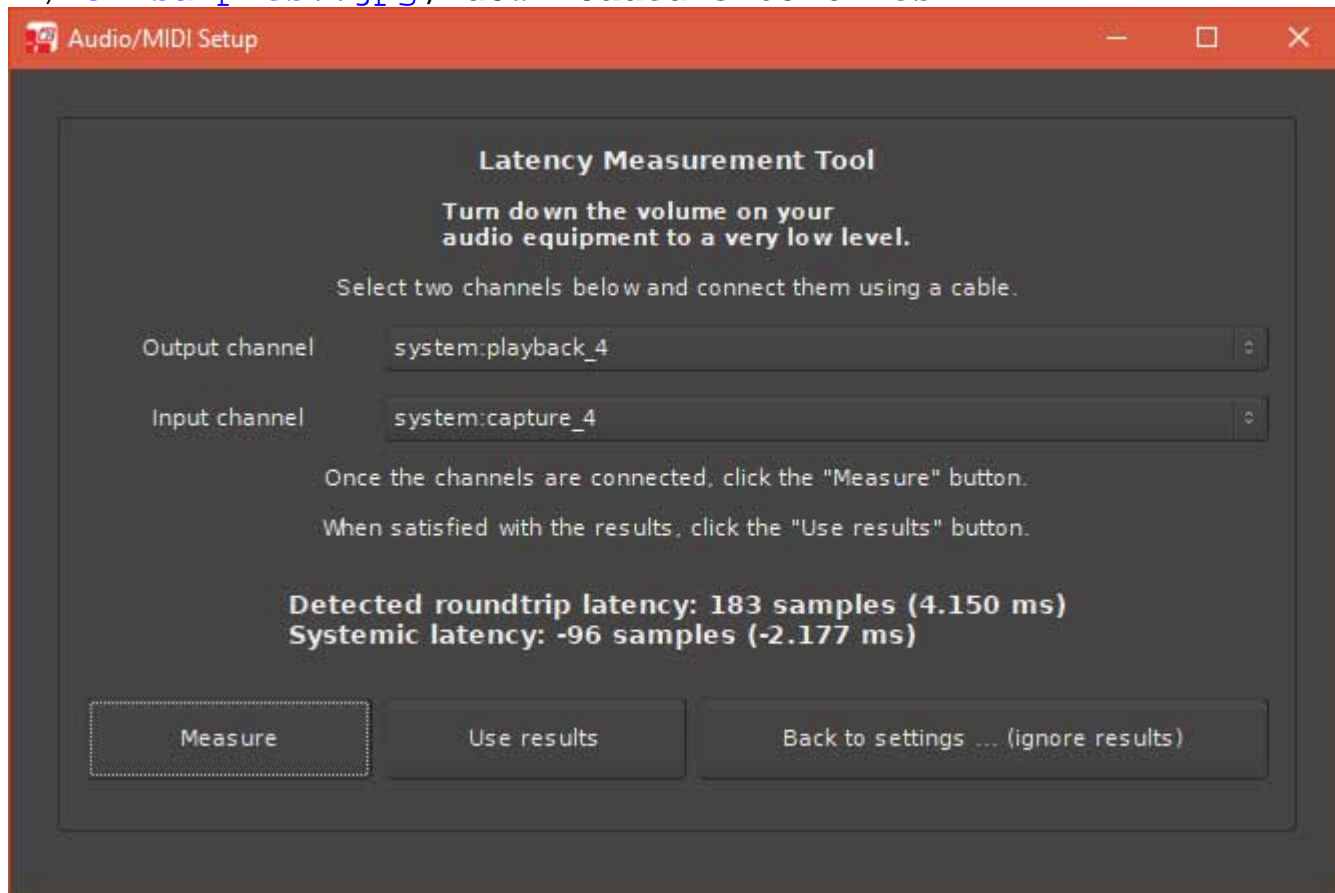 Audio/MIDI Setup
Latency Measurement Tool
Turn down the volume on your
audio equipment to a very low level.
Select two channels below and connect them using a cable.
Output channel system:playback_4
Input channel system:capture_4
Once the channels are connected, click the "Measure" button.
When satisfied with the results, click the "Use results" button.
Detected roundtrip latency: 183 samples (4.150 ms)
Systemic latency: -96 samples (-2.177 ms)
Measure Use results Back to settings ... (ignore results)